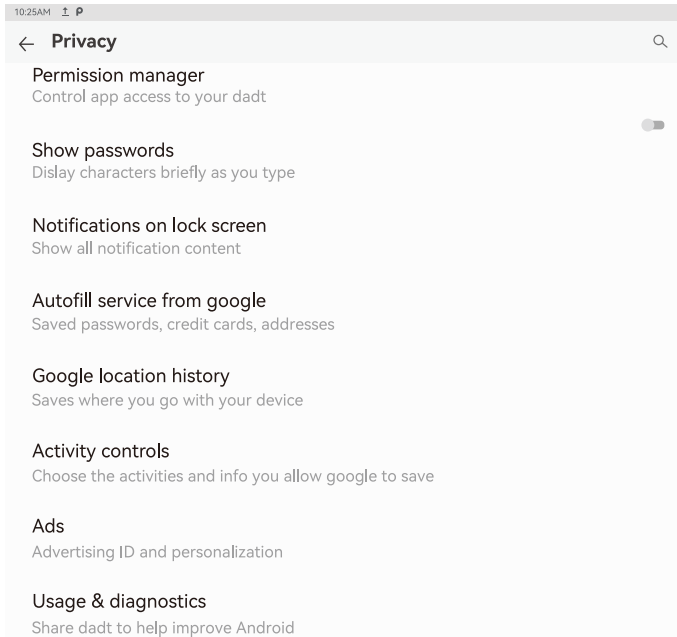 10:25AM
Privacy
Permission manager
Control app access to your dadt
Show passwords
Dislay characters briefly as you type
Notifications on lock screen
Show all notification content
Autofill service from google
Saved passwords, credit cards, addresses
Google location history
Saves where you go with your device
Activity controls
Choose the activities and info you allow google to save
Ads
Advertising ID and personalization
Usage & diagnostics
Share dadt to help improve Android